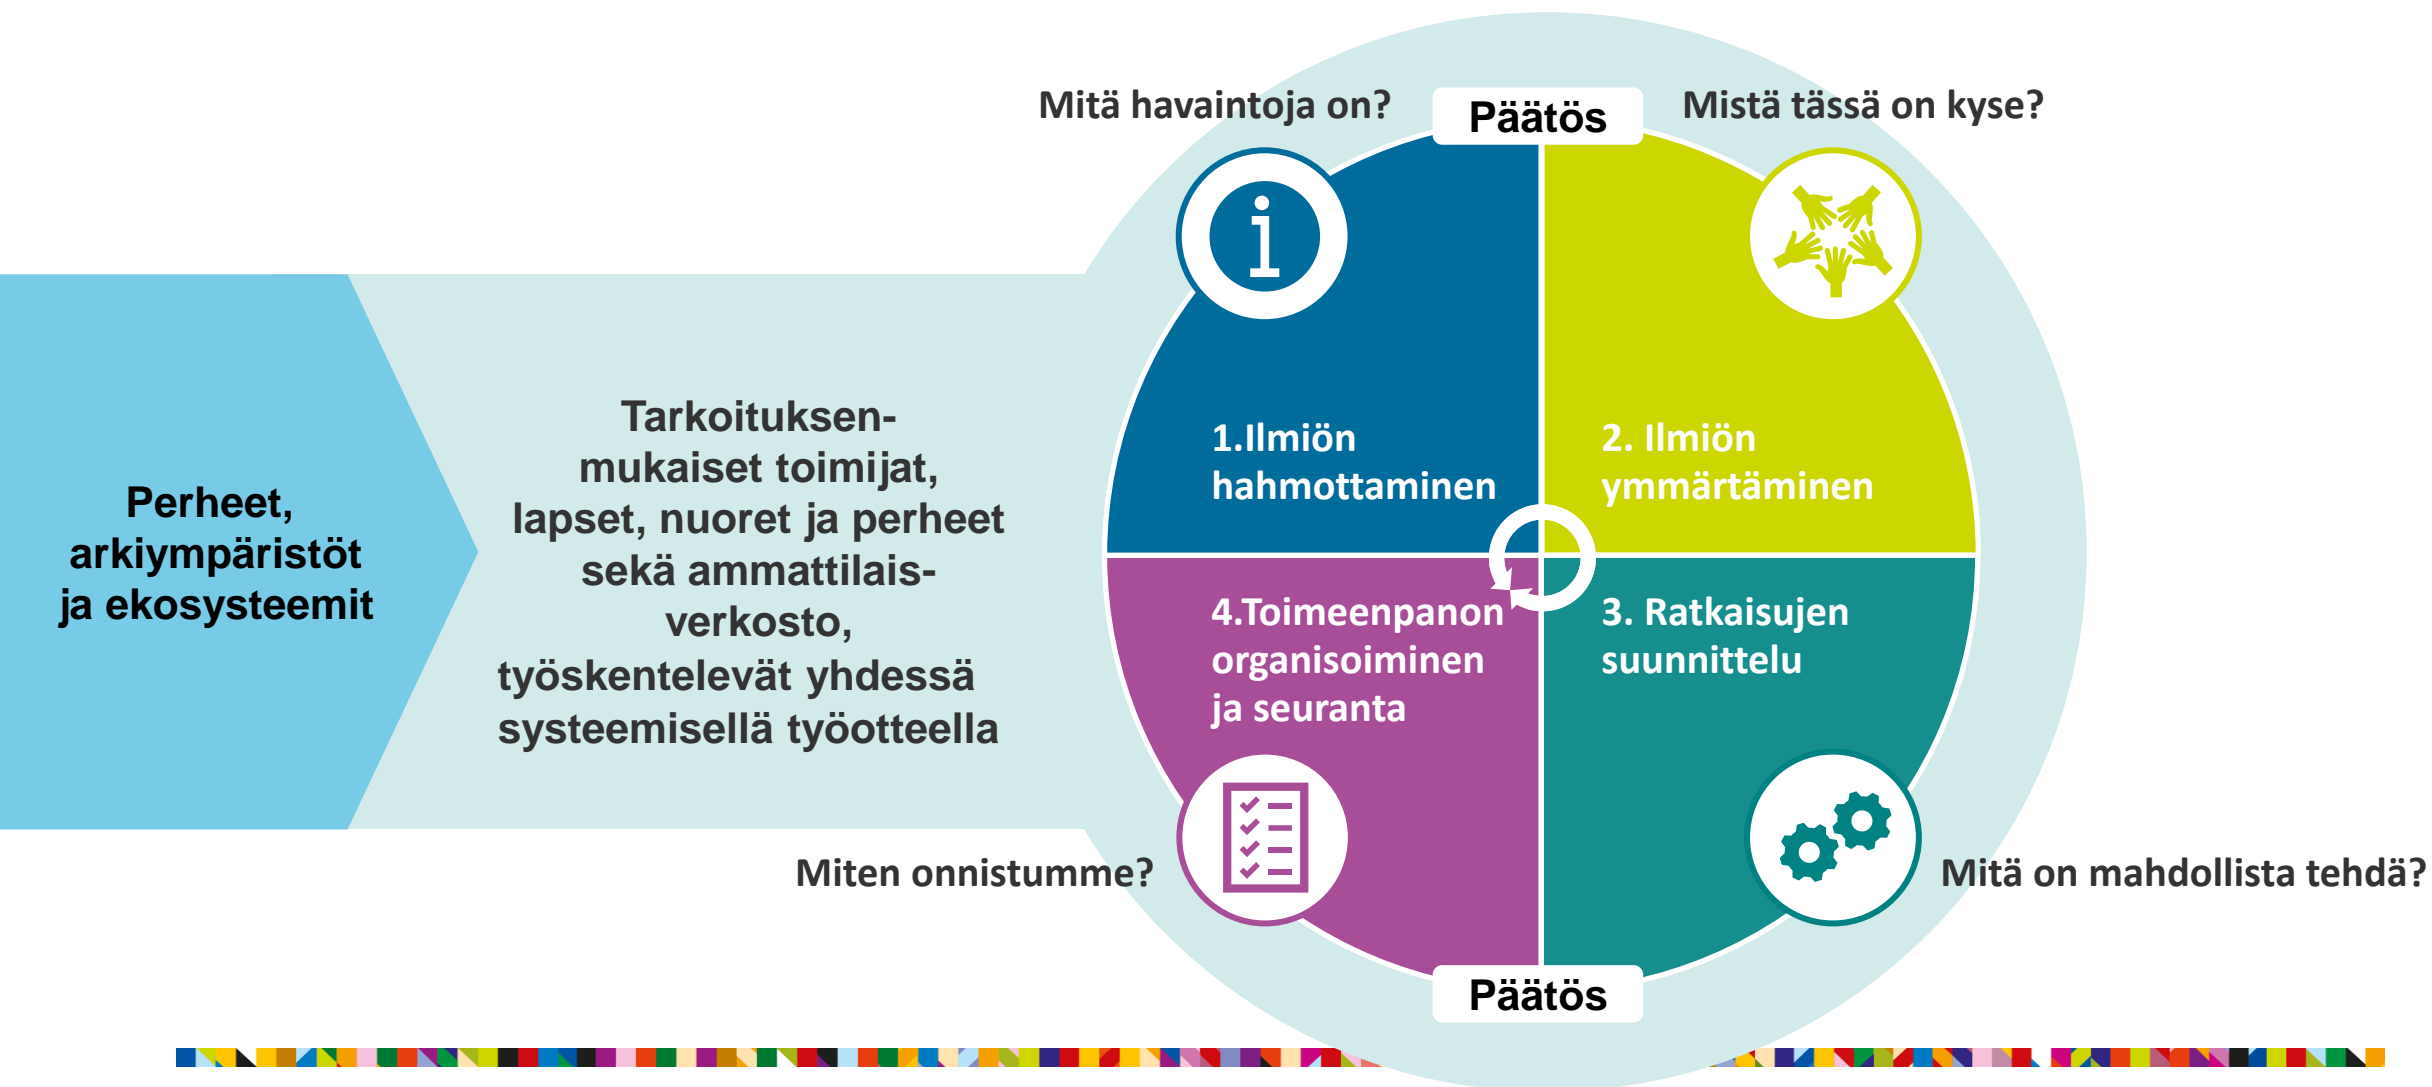 Perheet,
arkiympäristöt
ja ekosysteemit
Tarkoituksen-
mukaiset toimijat,
lapset, nuoret ja perheet
sekä ammattilais-
verkosto,
työskentelevät yhdessä
systeemisellä työotteella
Mitä havaintoja on?
Päätös
Mistä tässä on kyse?
1.Ilmiön
hahmottaminen
2. Ilmiön
ymmärtäminen
3. Ratkaisujen
suunnittelu
4.Toimeenpanon
organisoiminen
ja seuranta
Miten onnistumme?
Mitä on mahdollista tehdä?
Päätös